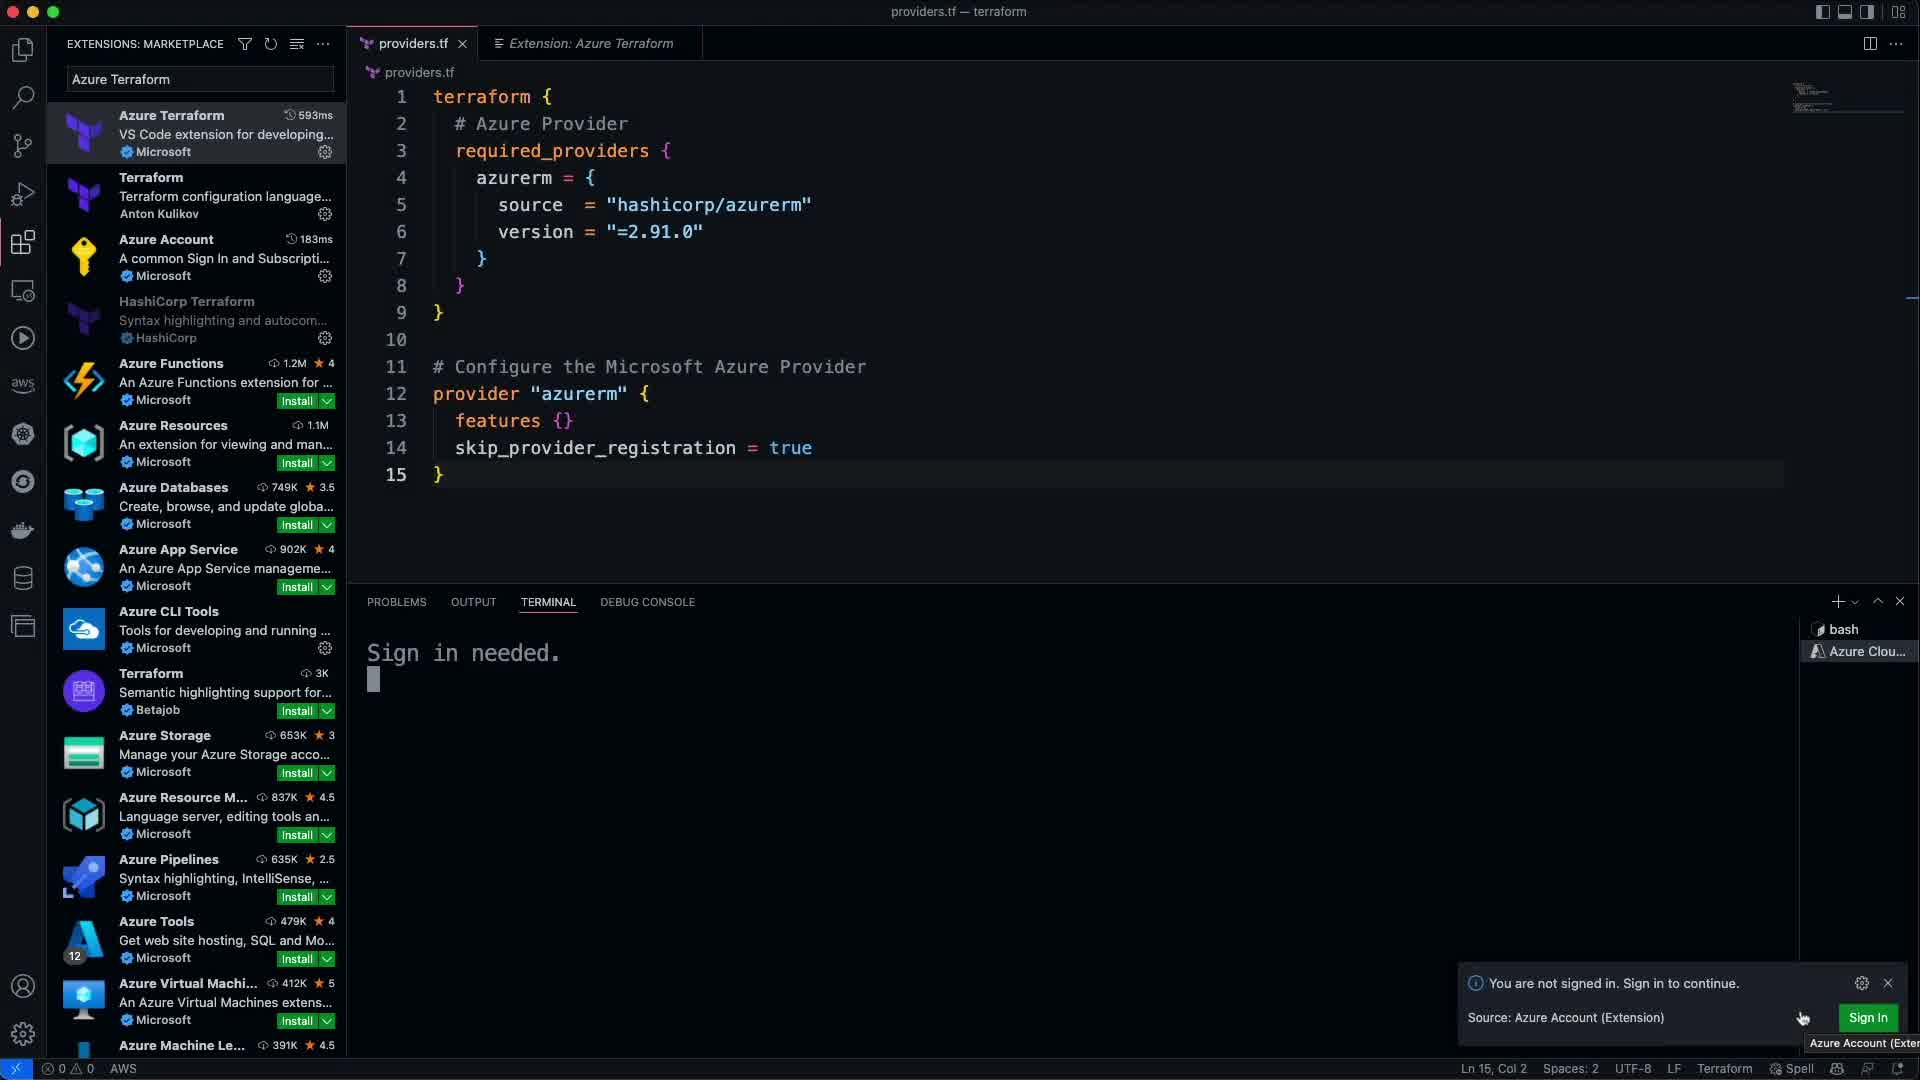 providers.tf — terraform
EXTENSIONS: MARKETPLACE
Azure Terraform
Azure Terraform 593ms
VS Code extension for developing...
Microsoft
Terraform
Terraform configuration language...
Anton Kulikov
Azure Account 183ms
A common Sign In and Subscripti...
Microsoft
HashiCorp Terraform
Syntax highlighting and autocom...
HashiCorp
Azure Functions 1.2M 4
An Azure Functions extension for ...
Microsoft Install
Azure Resources 1.1M
An extension for viewing and man...
Microsoft Install
Azure Databases 749K 3.5
Create, browse, and update globa...
Microsoft Install
Azure App Service 902K 4
An Azure App Service manageme...
Microsoft Install
Azure CLI Tools
Tools for developing and running ...
Microsoft
Terraform 3K
Semantic highlighting support for...
Betajob Install
Azure Storage 653K 3
Manage your Azure Storage acco...
Microsoft Install
Azure Resource M... 837K 4.5
Language server, editing tools an...
Microsoft Install
Azure Pipelines 635K 2.5
Syntax highlighting, IntelliSense, ...
Microsoft Install
Azure Tools 479K 4
Get web site hosting, SQL and Mo...
12 Microsoft Install
Azure Virtual Machi... 412K 5
An Azure Virtual Machines extens...
Microsoft Install
Azure Machine Le... 391K 4.5
aws
providers.tf
Extension: Azure Terraform
providers.tf
1 terraform {
2 # Azure Provider
3 required_providers {
4 azurerm = {
5 source = "hashicorp/azurerm"
6 version = "=2.91.0"
7 }
8 }
9 }
10
11 # Configure the Microsoft Azure Provider
12 provider "azurerm" {
13 features {}
14 skip_provider_registration = true
15 }
PROBLEMS OUTPUT TERMINAL DEBUG CONSOLE
Sign in needed.
bash
Azure Clou...
You are not signed in. Sign in to continue.
Source: Azure Account (Extension) Sign In
Azure Account (Exter
0 0 AWS
Ln 15, Col 2 Spaces: 2 UTF-8 LF Terraform Spell